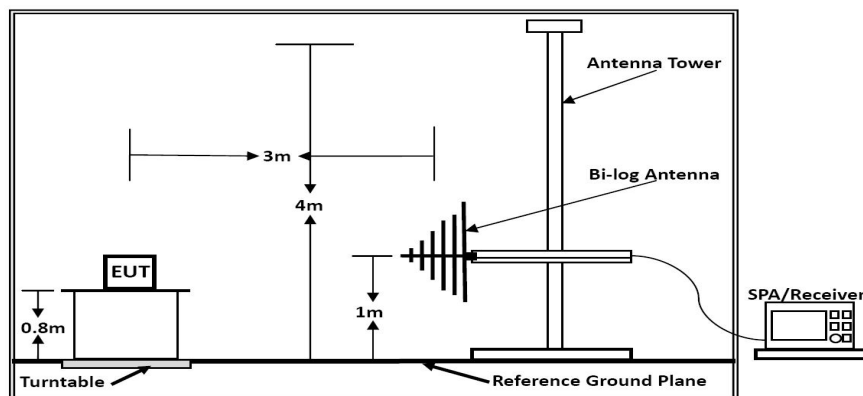 Antenna Tower
3m
Bi-log Antenna
4m
EUT
SPA/Receiver
0.8m
1m
Turntable
Reference Ground Plane